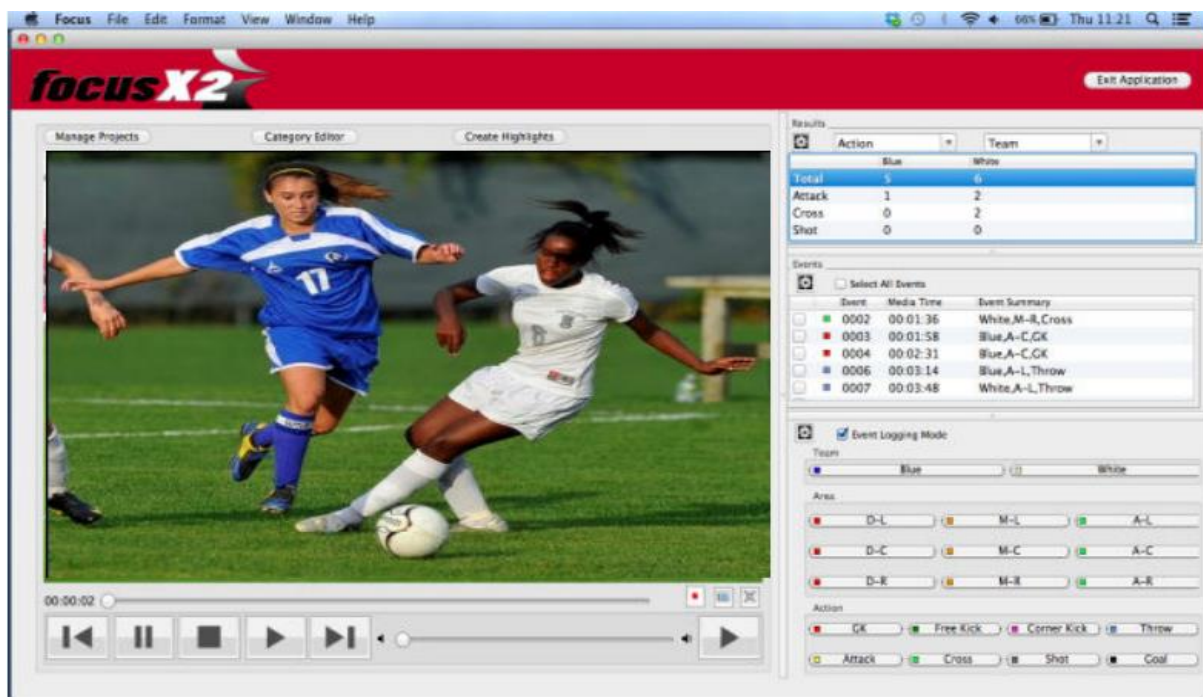 Focus File Edit Format View Window Help 66% Thu 11:21
focusX2
Exit Application
Manage Projects Category Editor Create Highlights
Results
Action Team
Blue White
Total 5 6
Attack 1 2
Cross 0 2
Shot 0 0
17
8
Events
Select All Events
Event Media Time Event Summary
0002 00:01:36 White,M-R,Cross
0003 00:01:58 Blue,A-C,GK
0004 00:02:31 Blue,A-C,GK
0006 00:03:14 Blue,A-L,Throw
0007 00:03:48 White,A-L,Throw
Event Logging Mode
Team
Blue White
Area
D-L M-L A-L
D-C M-C A-C
D-R M-R A-R
00:00:02
Action
GK Free Kick Corner Kick Throw
Attack Cross Shot Goal